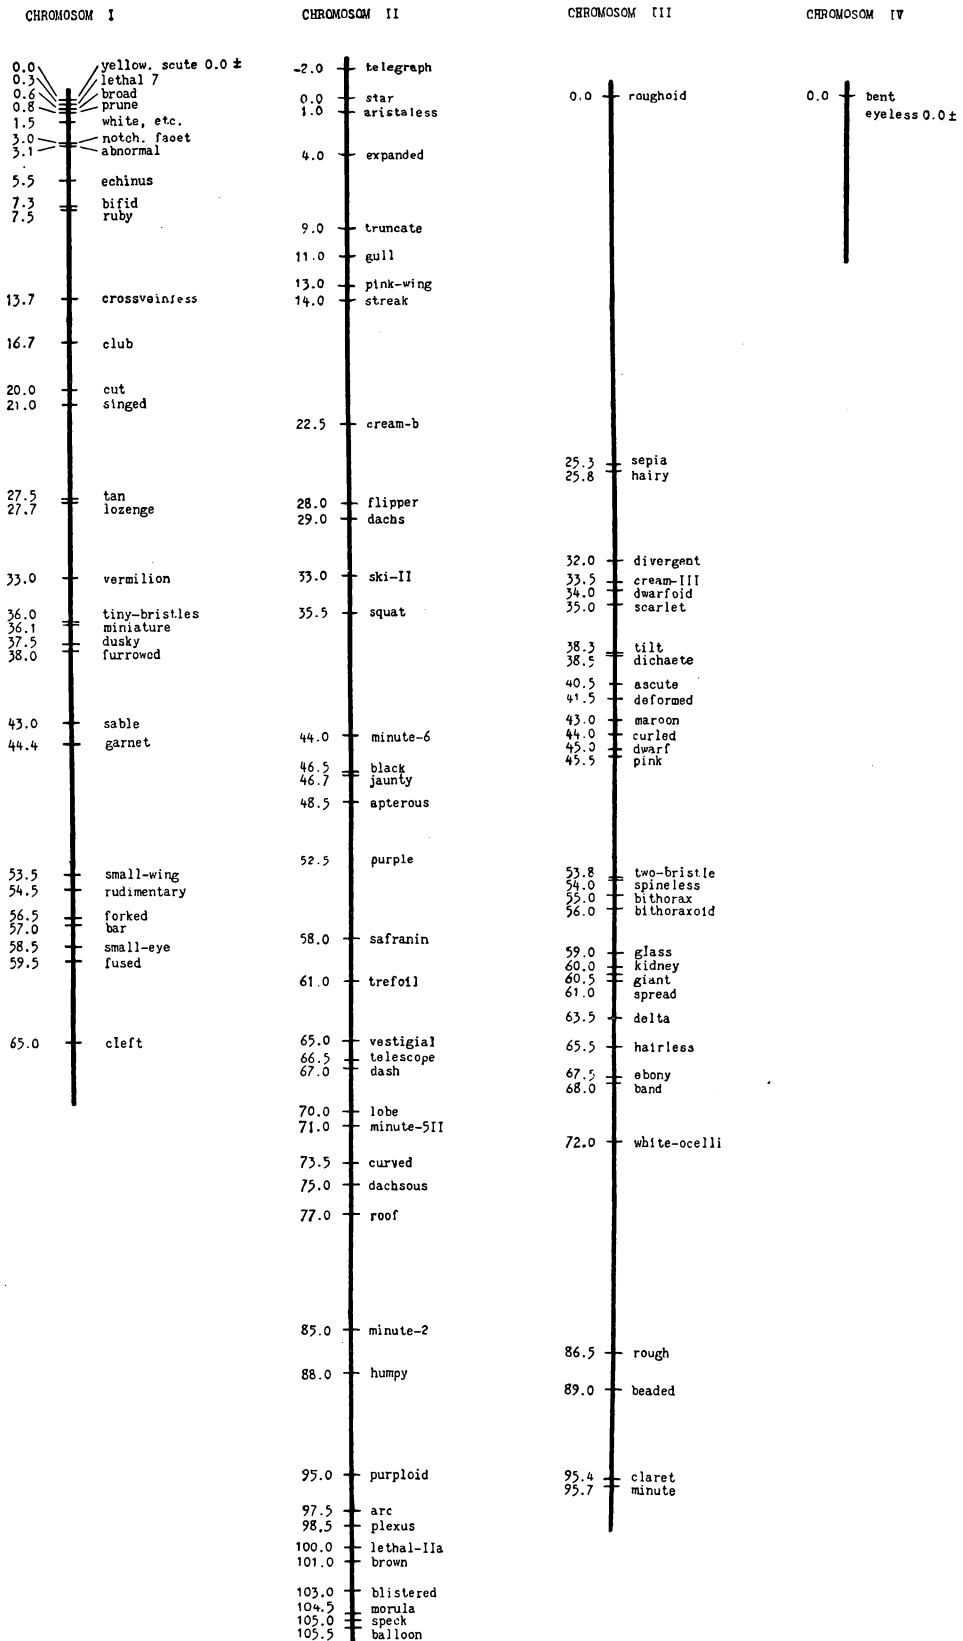 CHROMOSOM I
0.0 yellow. scute 0.0 ±
0.3 lethal 7
0.6 broad
0.8 prune
1.5 white, etc.
3.0 notch. facet
3.1 abnormal
5.5 echinus
7.3 bifid
7.5 ruby
13.7 crossveinless
16.7 club
20.0 cut
21.0 singed
27.5 tan
27.7 lozenge
33.0 vermilion
36.0 tiny-bristles
36.1 miniature
37.5 dusky
38.0 furrowed
43.0 sable
44.4 garnet
53.5 small-wing
54.5 rudimentary
56.5 forked
57.0 bar
58.5 small-eye
59.5 fused
65.0 cleft
CHROMOSOM II
-2.0 telegraph
0.0 star
1.0 aristaless
4.0 expanded
9.0 truncate
11.0 gull
13.0 pink-wing
14.0 streak
22.5 cream-b
28.0 flipper
29.0 dachs
33.0 ski-II
35.5 squat
44.0 minute-6
46.5 black
46.7 jaunty
48.5 apterous
52.5 purple
58.0 safranin
61.0 trefoil
65.0 vestigial
66.5 telescope
67.0 dash
70.0 lobe
71.0 minute-5II
73.5 curved
75.0 dachsous
77.0 roof
85.0 minute-2
88.0 humpy
95.0 purploid
97.5 arc
98.5 plexus
100.0 lethal-IIa
101.0 brown
103.0 blistered
104.5 morula
105.0 speck
105.5 balloon
CHROMOSOM III
0.0 roughoid
25.3 sepia
25.8 hairy
32.0 divergent
33.5 cream-III
34.0 dwarfoid
35.0 scarlet
38.3 tilt
38.5 dichaete
40.5 ascute
41.5 deformed
43.0 maroon
44.0 curled
45.0 dwarf
45.5 pink
53.8 two-bristle
54.0 spineless
55.0 bithorax
56.0 bithoraxoid
59.0 glass
60.0 kidney
60.5 giant
61.0 spread
63.5 delta
65.5 hairless
67.5 ebony
68.0 band
72.0 white-ocelli
86.5 rough
89.0 beaded
95.4 claret
95.7 minute
CHROMOSOM IV
0.0 bent
eyeless 0.0 ±